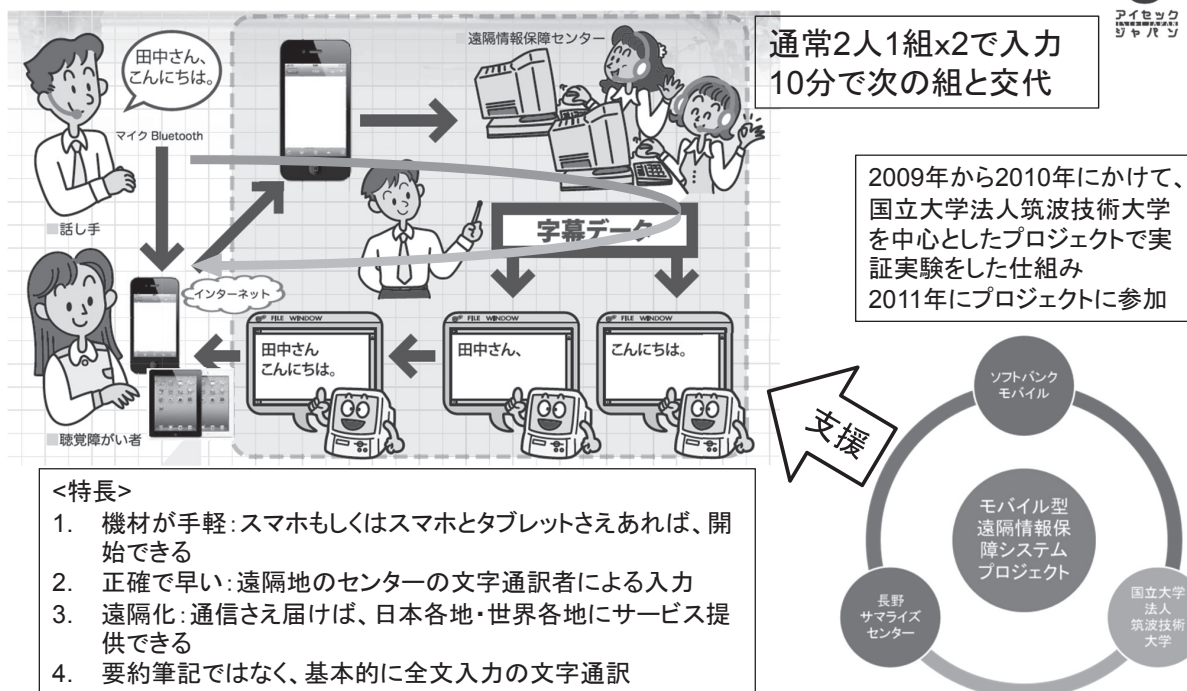 アイセック
ジャパン
通常2人1組x2で入力
10分で次の組と交代
田中さん、
こんにちは。
マイク Bluetooth
遠隔情報保障センター
話し手
字幕データ
インターネット
FILE WINDOW
田中さん
こんにちは。
FILE WINDOW
田中さん、
FILE WINDOW
こんにちは。
聴覚障がい者
2009年から2010年にかけて、
国立大学法人筑波技術大学
を中心としたプロジェクトで実
証実験をした仕組み
2011年にプロジェクトに参加
支援
ソフトバンク
モバイル
モバイル型
遠隔情報保
障システム
プロジェクト
長野
サマライズ
センター
国立大学
法人
筑波技術
大学
<特長>
1. 機材が手軽：スマホもしくはスマホとタブレットさえあれば、開
始できる
2. 正確で早い：遠隔地のセンターの文字通訳者による入力
3. 遠隔化：通信さえ届けば、日本各地・世界各地にサービス提
供できる
4. 要約筆記ではなく、基本的に全文入力の文字通訳